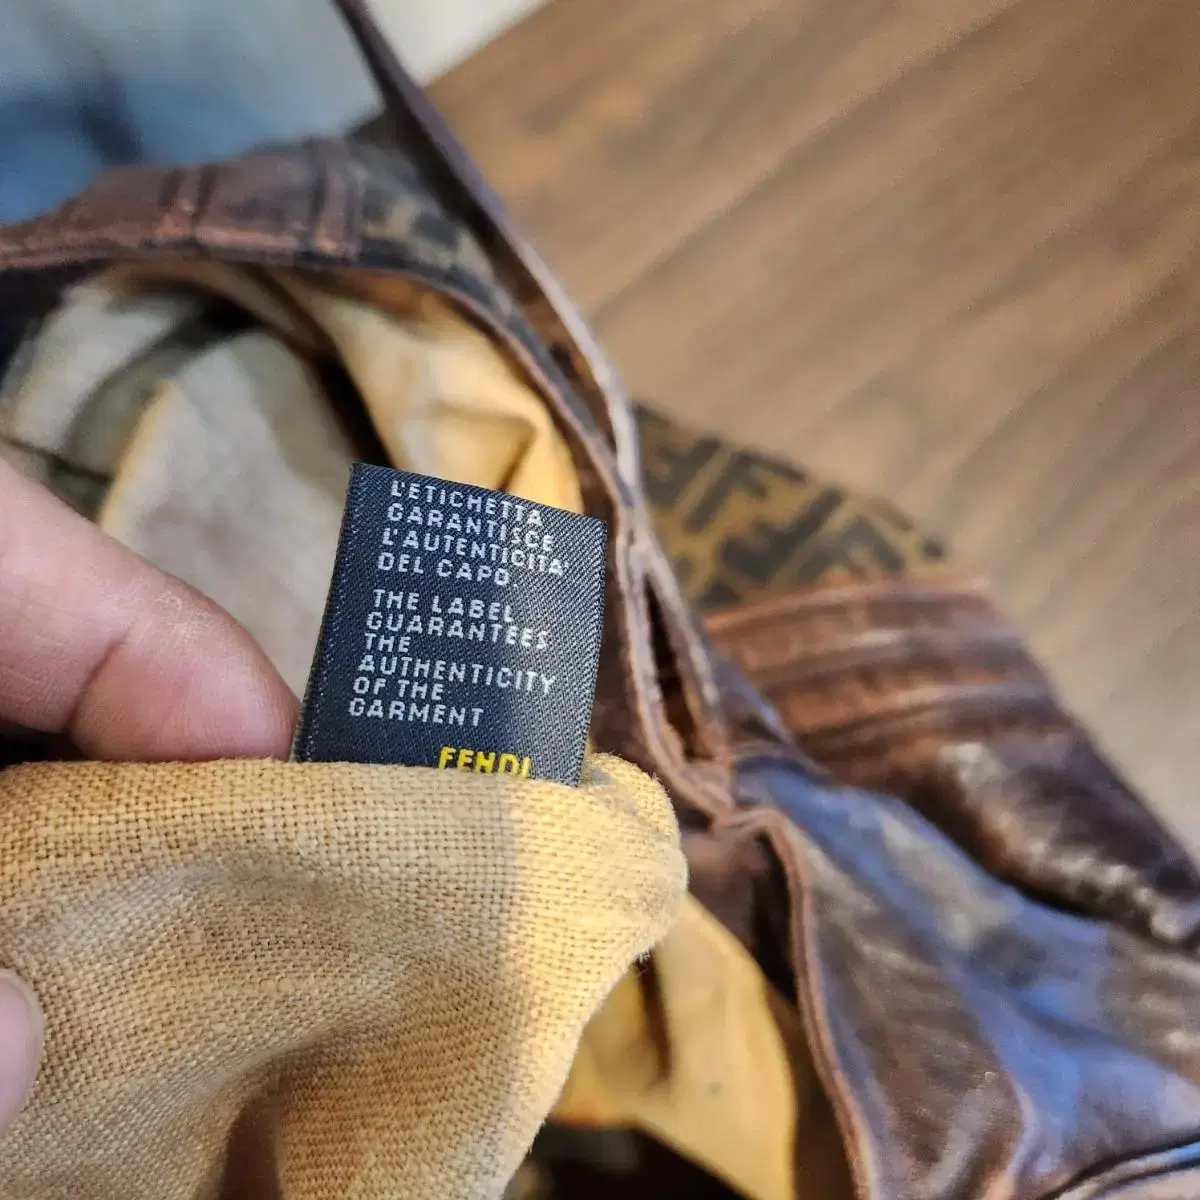 L'ETICHETTA
GARANTISCE
L'AUTENTICITA'
DEL CAPO
THE LABEL
GUARANTEES
THE
AUTHENTICITY
OF THE
GARMENT
FENDI